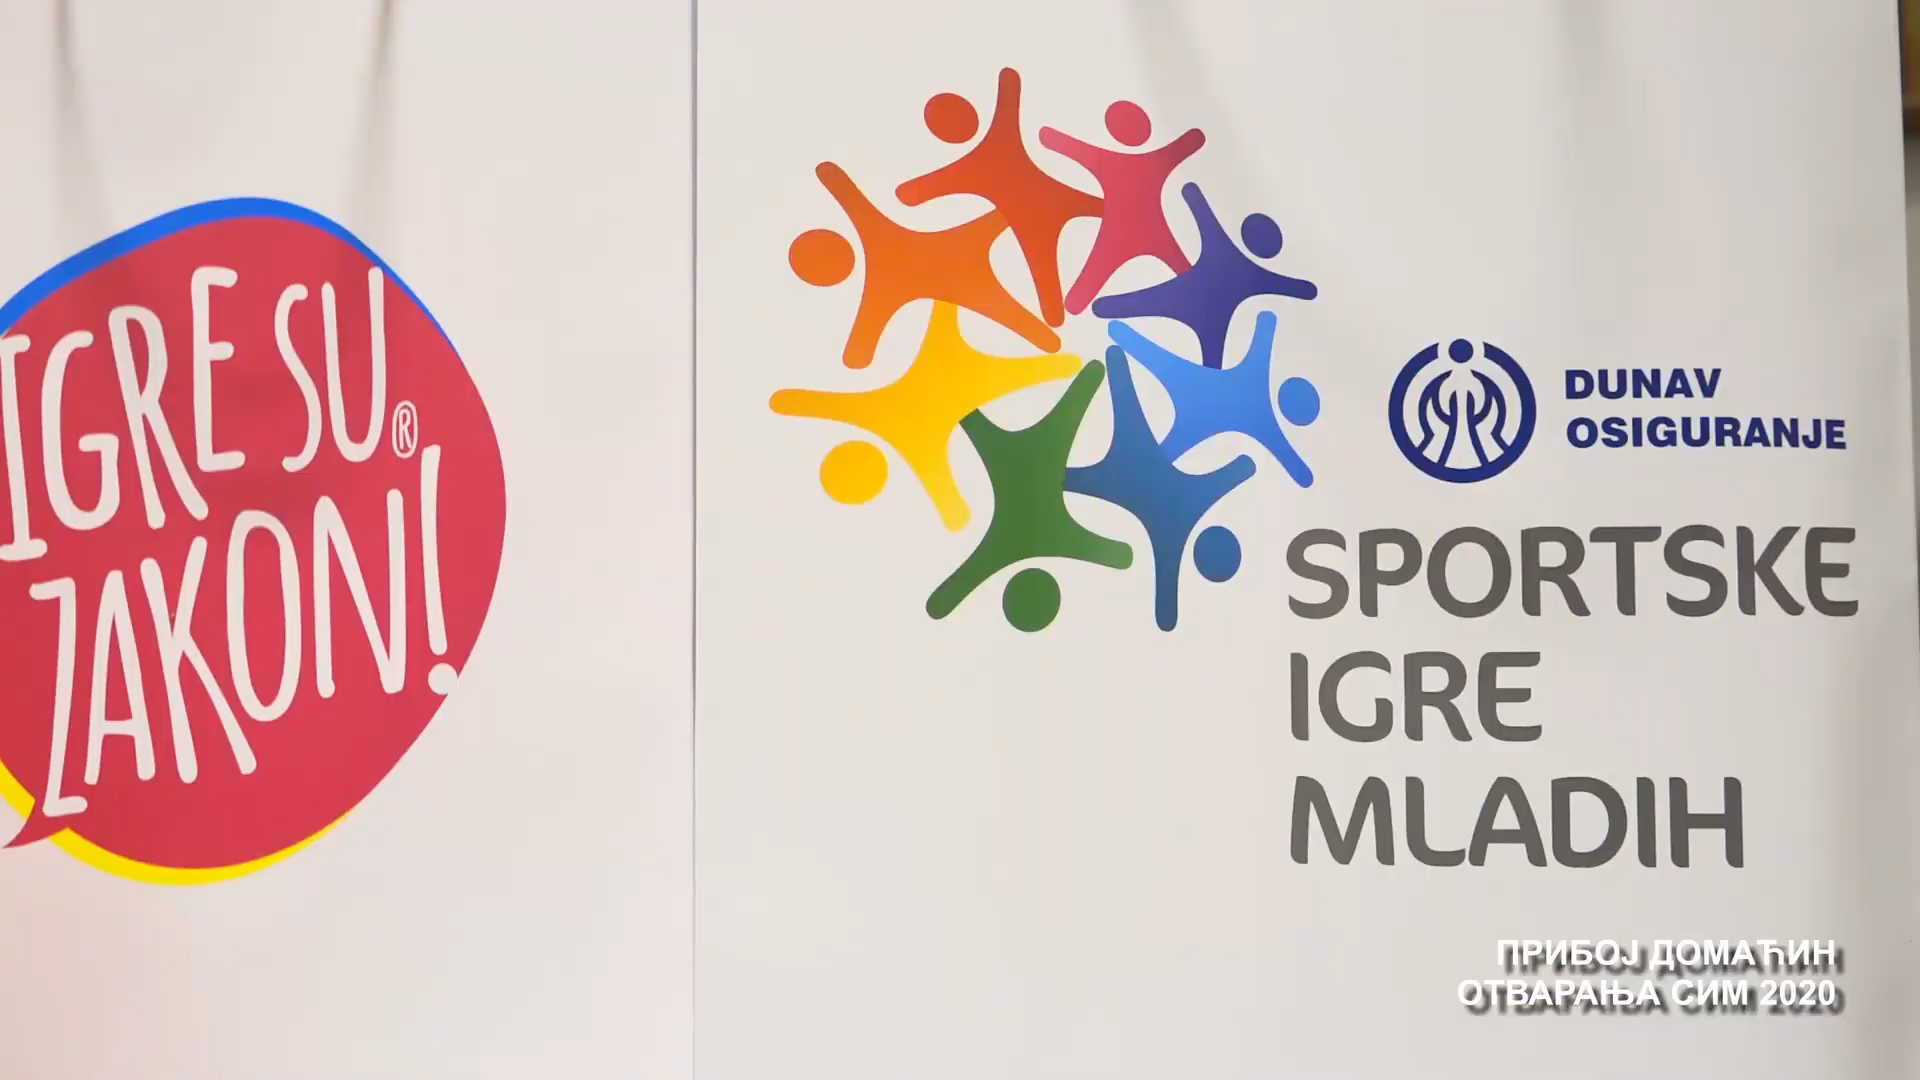 IGRE SU®
ZAKON!
DUNAV
OSIGURANJE
SPORTSKE
IGRE
MLADIH
ПРИБОЈ ДОМАЋИН
ОТВАРАЊА СИМ 2020